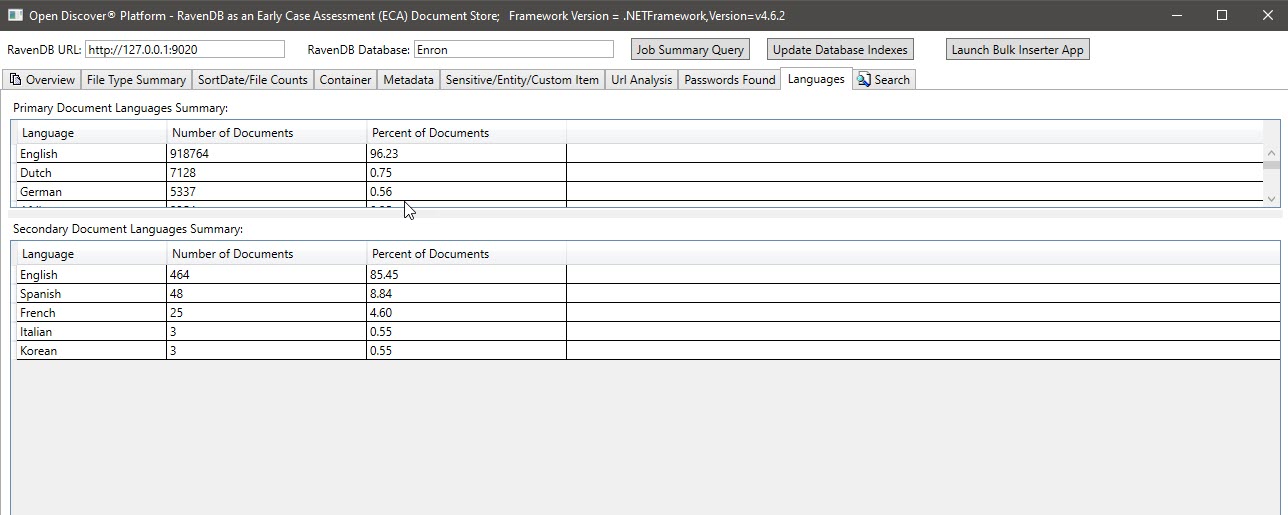 Open Discover® Platform - RavenDB as an Early Case Assessment (ECA) Document Store;   Framework Version = .NETFramework,Version=v4.6.2
RavenDB URL: http://127.0.0.1:9020 RavenDB Database: Enron Job Summary Query Update Database Indexes Launch Bulk Inserter App
Overview File Type Summary SortDate/File Counts Container Metadata Sensitive/Entity/Custom Item Url Analysis Passwords Found Languages Search
Primary Document Languages Summary:
Language Number of Documents Percent of Documents
English 918764 96.23
Dutch 7128 0.75
German 5337 0.56
Secondary Document Languages Summary:
Language Number of Documents Percent of Documents
English 464 85.45
Spanish 48 8.84
French 25 4.60
Italian 3 0.55
Korean 3 0.55